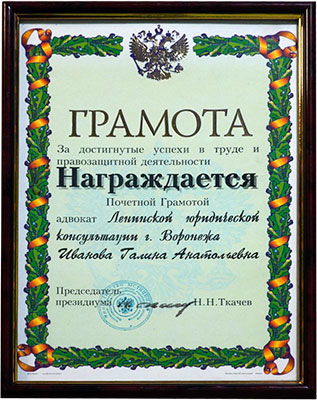 ГРАМОТА
За достигнутые успехи в труде и
правозащитной деятельности
Награждается
Почетной Грамотой
адвокат Ленинской юридической
консультации г. Воронежа
Иванова Галина Анатольевна
Председатель
президиума Н.Н.Ткачев